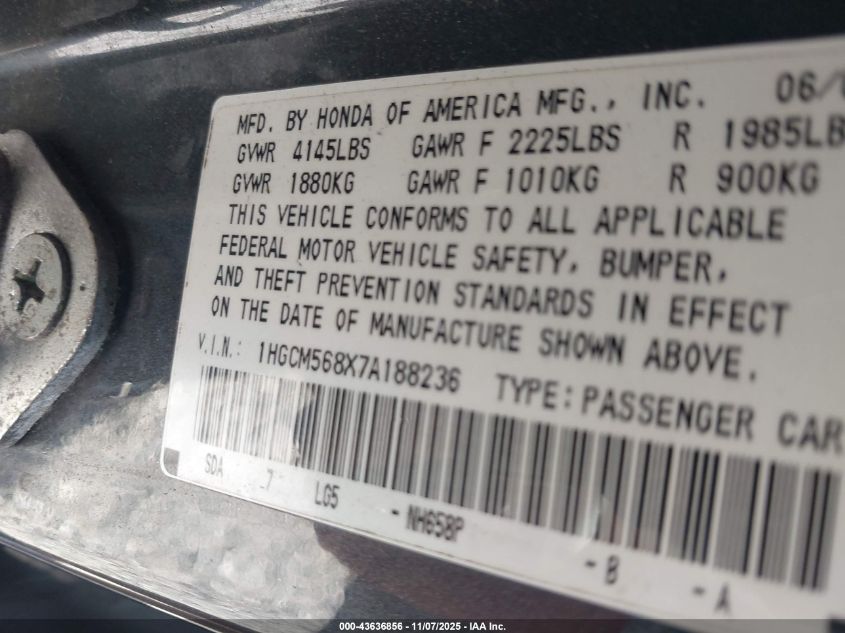 MFD. BY HONDA OF AMERICA MFG., INC. 06/
GVWR 4145LBS GAWR F 2225LBS R 1985LB
GVWR 1880KG GAWR F 1010KG R 900KG
THIS VEHICLE CONFORMS TO ALL APPLICABLE
FEDERAL MOTOR VEHICLE SAFETY, BUMPER,
AND THEFT PREVENTION STANDARDS IN EFFECT
ON THE DATE OF MANUFACTURE SHOWN ABOVE.
V.I.N.: 1HGCM568X7A188236 TYPE: PASSENGER CAR
SDA 7 LG5 - NH658P - B - A
000-43636856 - 11/07/2025 - IAA Inc.